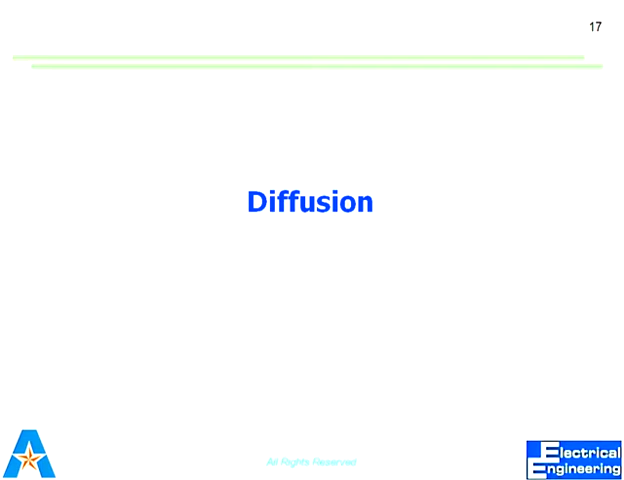 17
Diffusion
All Rights Reserved
Electrical
Engineering